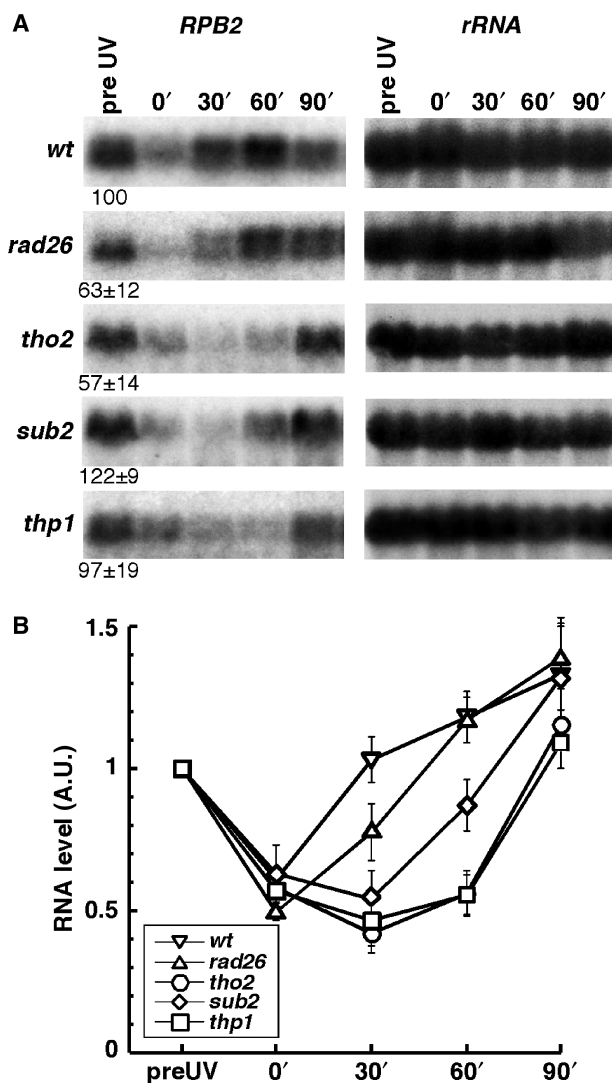 A
RPB2 rRNA
pre UV 0′ 30′ 60′ 90′ pre UV 0′ 30′ 60′ 90′
wt
100
rad26
63±12
tho2
57±14
sub2
122±9
thp1
97±19
B
1.5
1
0.5
0
RNA level (A.U.)
wt
rad26
tho2
sub2
thp1
preUV 0′ 30′ 60′ 90′